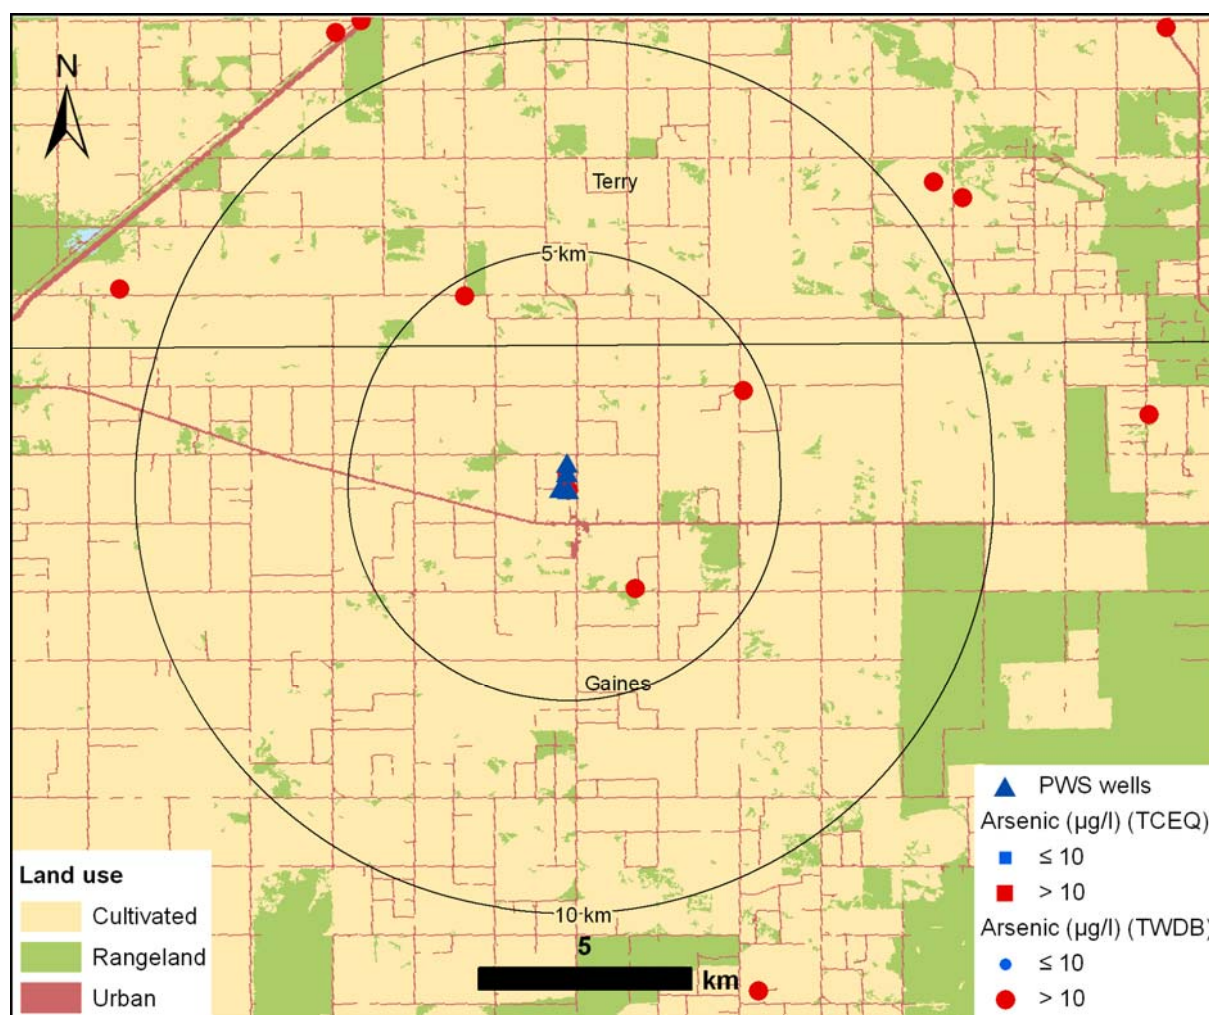 N
Terry
5 km
Gaines
10 km
5
km
Land use
Cultivated
Rangeland
Urban
PWS wells
Arsenic (µg/l) (TCEQ)
≤ 10
> 10
Arsenic (µg/l) (TWDB)
≤ 10
> 10